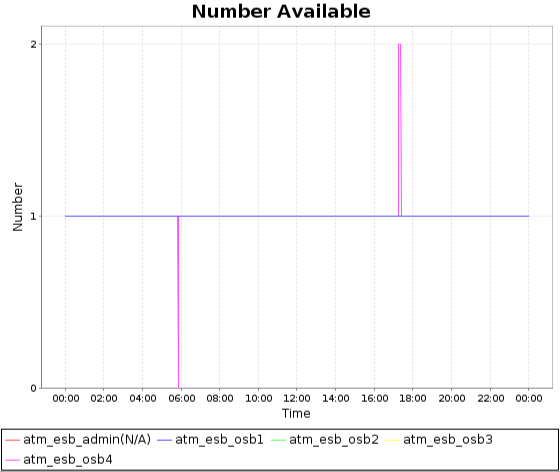 Number Available
Number
2
1
0
00:00 02:00 04:00 06:00 08:00 10:00 12:00 14:00 16:00 18:00 20:00 22:00 00:00
Time
atm_esb_admin(N/A) atm_esb_osb1 atm_esb_osb2 atm_esb_osb3
atm_esb_osb4